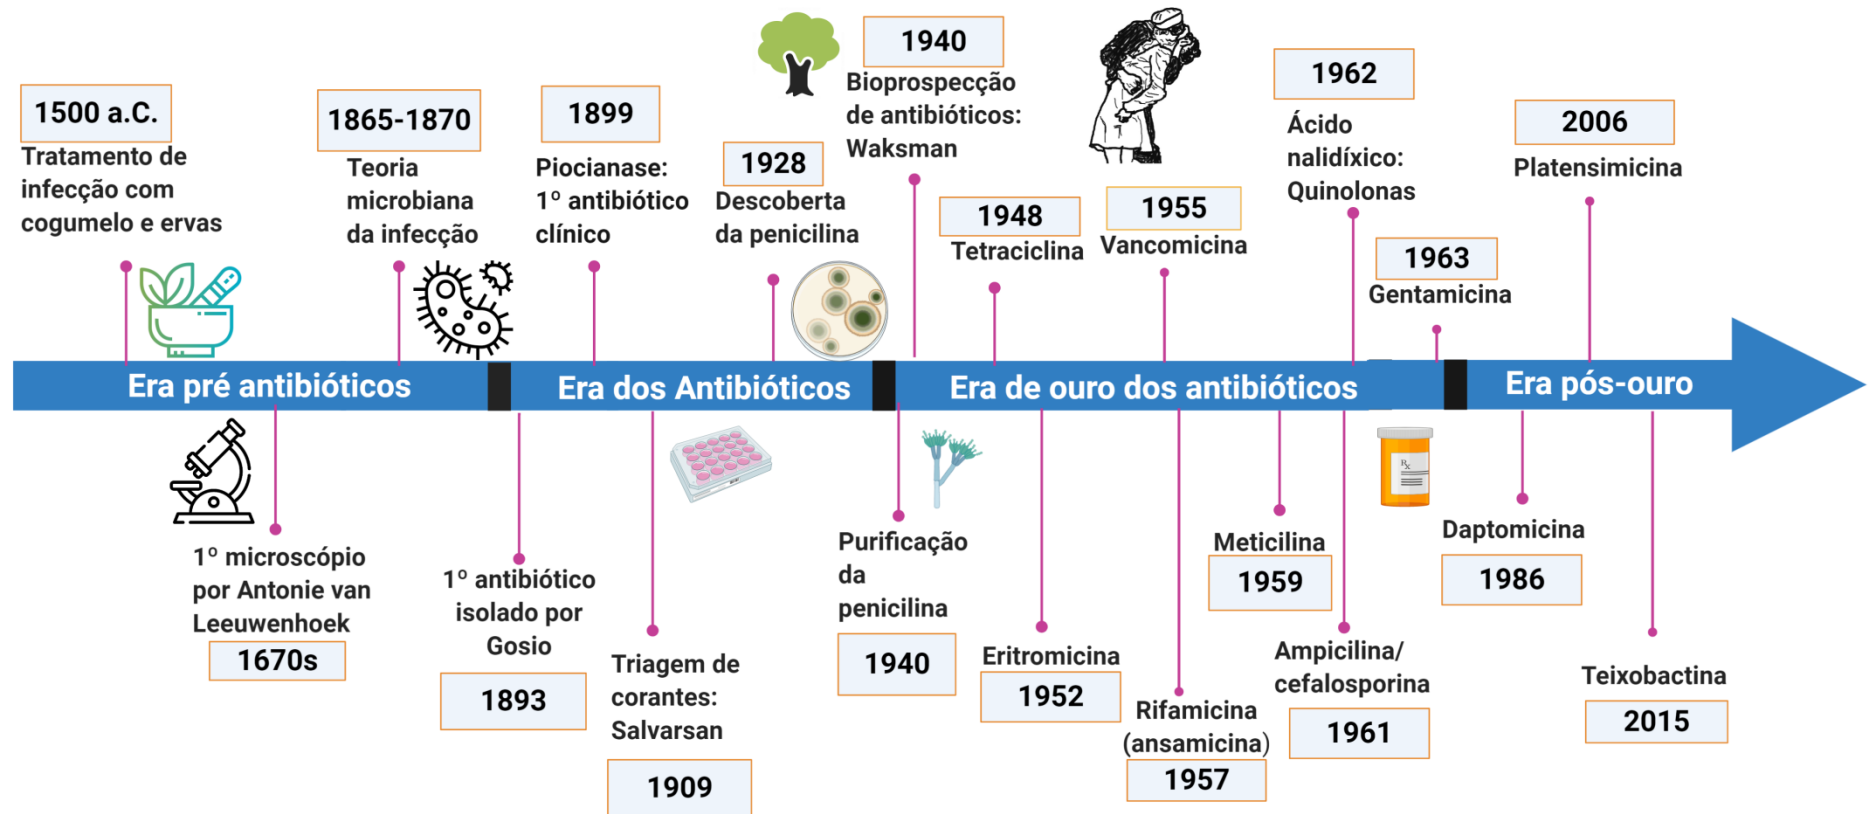 1500 a.C.
Tratamento de
infecção com
cogumelo e ervas
1865-1870
Teoria
microbiana
da infecção
1899
Piocianase:
1º antibiótico
clínico
1928
Descoberta
da penicilina
1940
Bioprospecção
de antibióticos:
Waksman
1948
Tetraciclina
1955
Vancomicina
1962
Ácido
nalidíxico:
Quinolonas
1963
Gentamicina
2006
Platensimicina
Era pré antibióticos
Era dos Antibióticos
Era de ouro dos antibióticos
Era pós-ouro
1º microscópio
por Antonie van
Leeuwenhoek
1670s
1º antibiótico
isolado por
Gosio
1893
Triagem de
corantes:
Salvarsan
1909
Purificação
da
penicilina
1940
Eritromicina
1952
Rifamicina
(ansamicina)
1957
Meticilina
1959
Ampicilina/
cefalosporina
1961
Rx
Daptomicina
1986
Teixobactina
2015